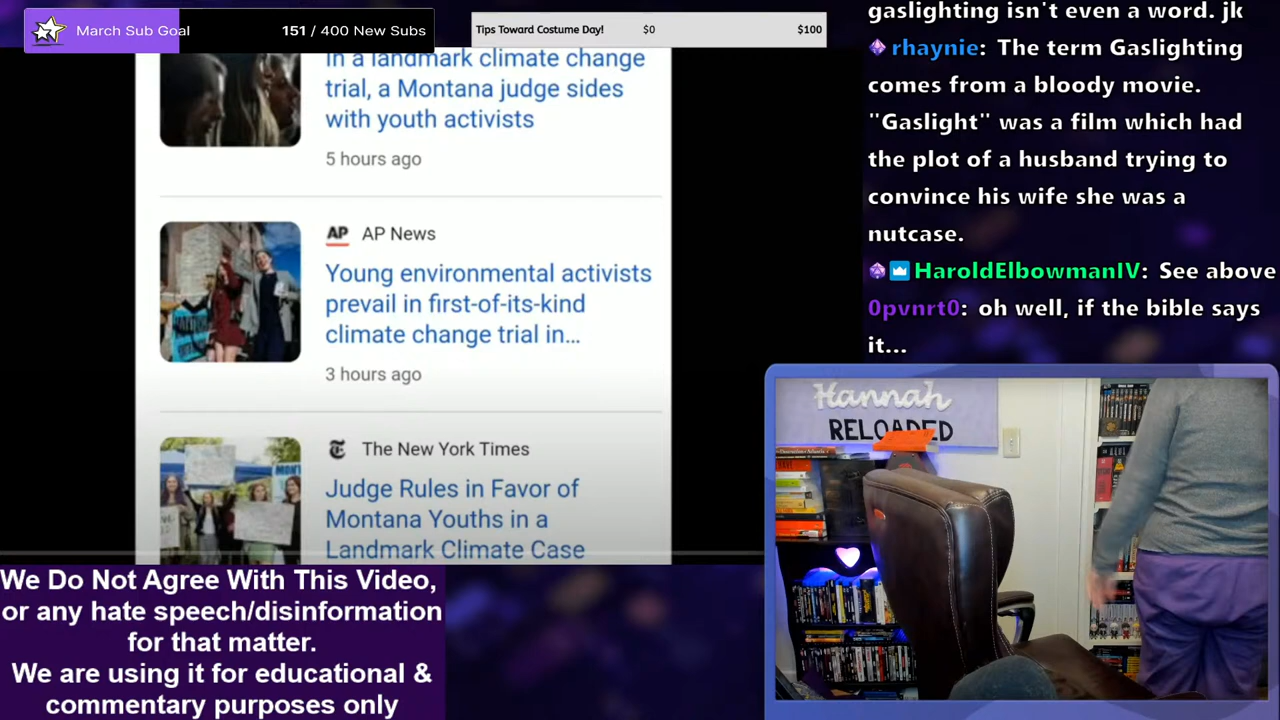 March Sub Goal 151 / 400 New Subs
Tips Toward Costume Day! $0 $100
In a landmark climate change
trial, a Montana judge sides
with youth activists
5 hours ago
AP AP News
Young environmental activists
prevail in first-of-its-kind
climate change trial in...
3 hours ago
The New York Times
Judge Rules in Favor of
Montana Youths in a
Landmark Climate Case
We Do Not Agree With This Video,
or any hate speech/disinformation
for that matter.
We are using it for educational &
commentary purposes only
gaslighting isn't even a word. jk
rhaynie: The term Gaslighting
comes from a bloody movie.
"Gaslight" was a film which had
the plot of a husband trying to
convince his wife she was a
nutcase.
HaroldElbowmanIV: See above
0pvnrt0: oh well, if the bible says
it...
Hannah
RELOADED